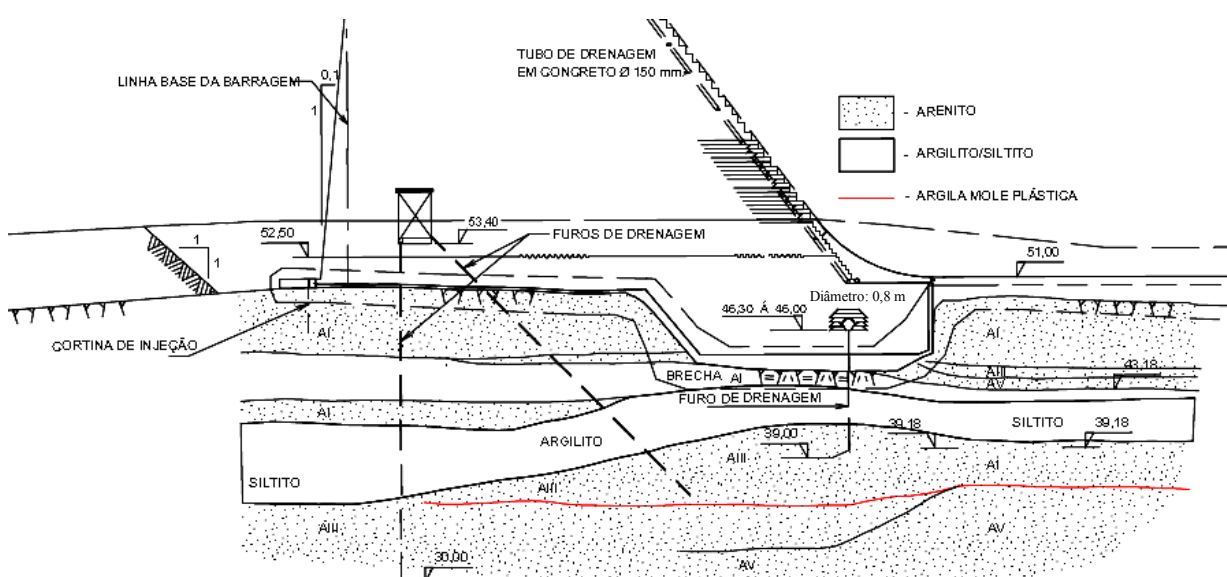 TUBO DE DRENAGEM
EM CONCRETO Ø 150 mm
LINHA BASE DA BARRAGEM
0,1
1
- ARENITO
- ARGILITO/SILTITO
- ARGILA MOLE PLÁSTICA
52,50
53,40
FUROS DE DRENAGEM
1
1
51,00
Diâmetro: 0,8 m
46,30 Á 46,00
CORTINA DE INJEÇÃO
AI
AI
BRECHA
AI
AIII
AV
43,18
FURO DE DRENAGEM
AI
ARGILITO
SILTITO
39,00
39,18
39,18
AIII
AI
SILTITO
AIII
AIII
AV
AV
30,00